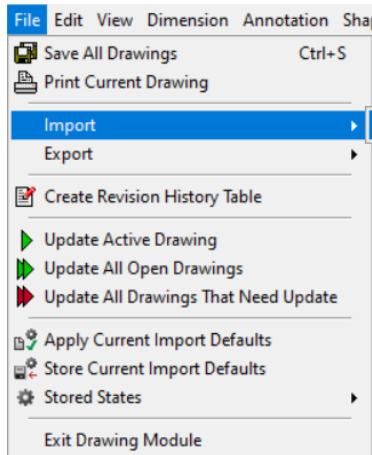 File Edit View Dimension Annotation
Save All Drawings Ctrl+S
Print Current Drawing
Import
Export
Create Revision History Table
Update Active Drawing
Update All Open Drawings
Update All Drawings That Need Update
Apply Current Import Defaults
Store Current Import Defaults
Stored States
Exit Drawing Module